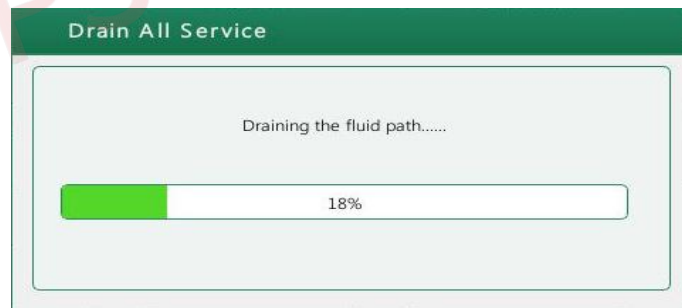 Drain All Service
Draining the fluid path......
18%